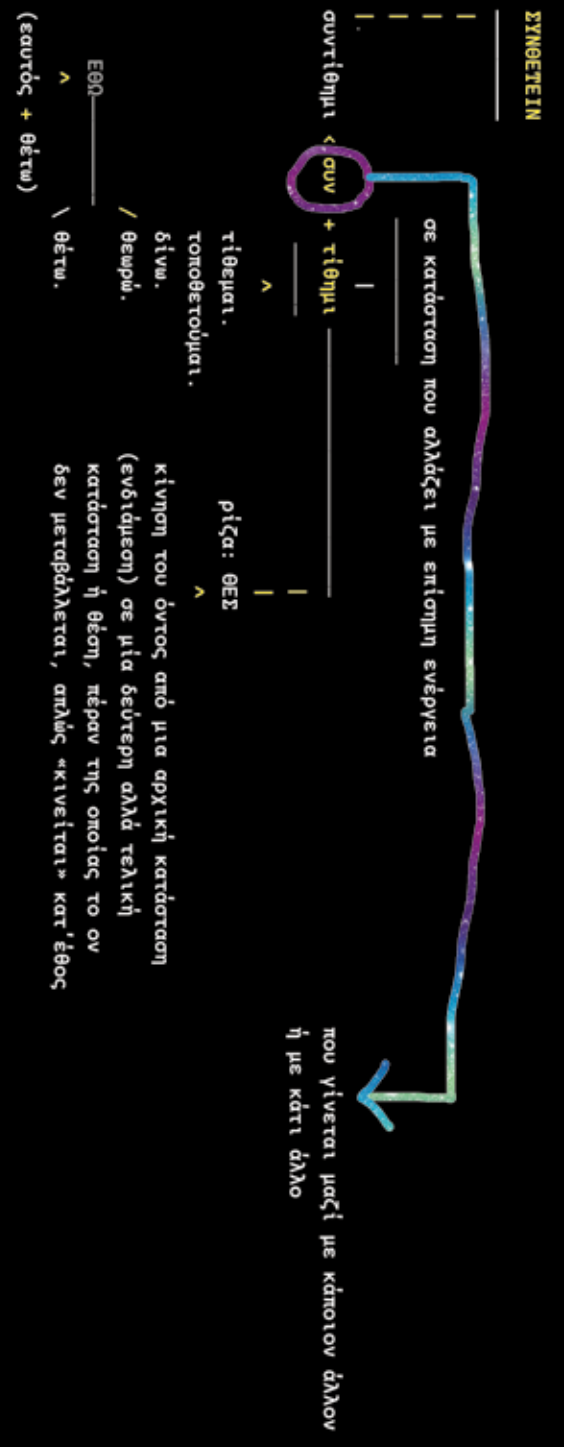 ΣΥΝΘΕΤΕΙΝ
σε κατάσταση που αλλάζει με επίσημη ενέργεια
συντίθημι < συν + τίθημι
που γίνεται μαζί με κάποιον άλλον
ή με κάτι άλλο
^
τίθεμαι.
τοποθετούμαι.
δίνω.
/ θεωρώ.
\ θέτω.
ρίζα: ΘΕΣ
^
κίνηση του όντος από μια αρχική κατάσταση
(ενδιάμεση) σε μία δεύτερη αλλά τελική
κατάσταση ή θέση, πέραν της οποίας το ον
δεν μεταβάλλεται, απλώς «κινείται» κατ'έθος
ΕΘΩ
^
(εαυτός + θέτω)